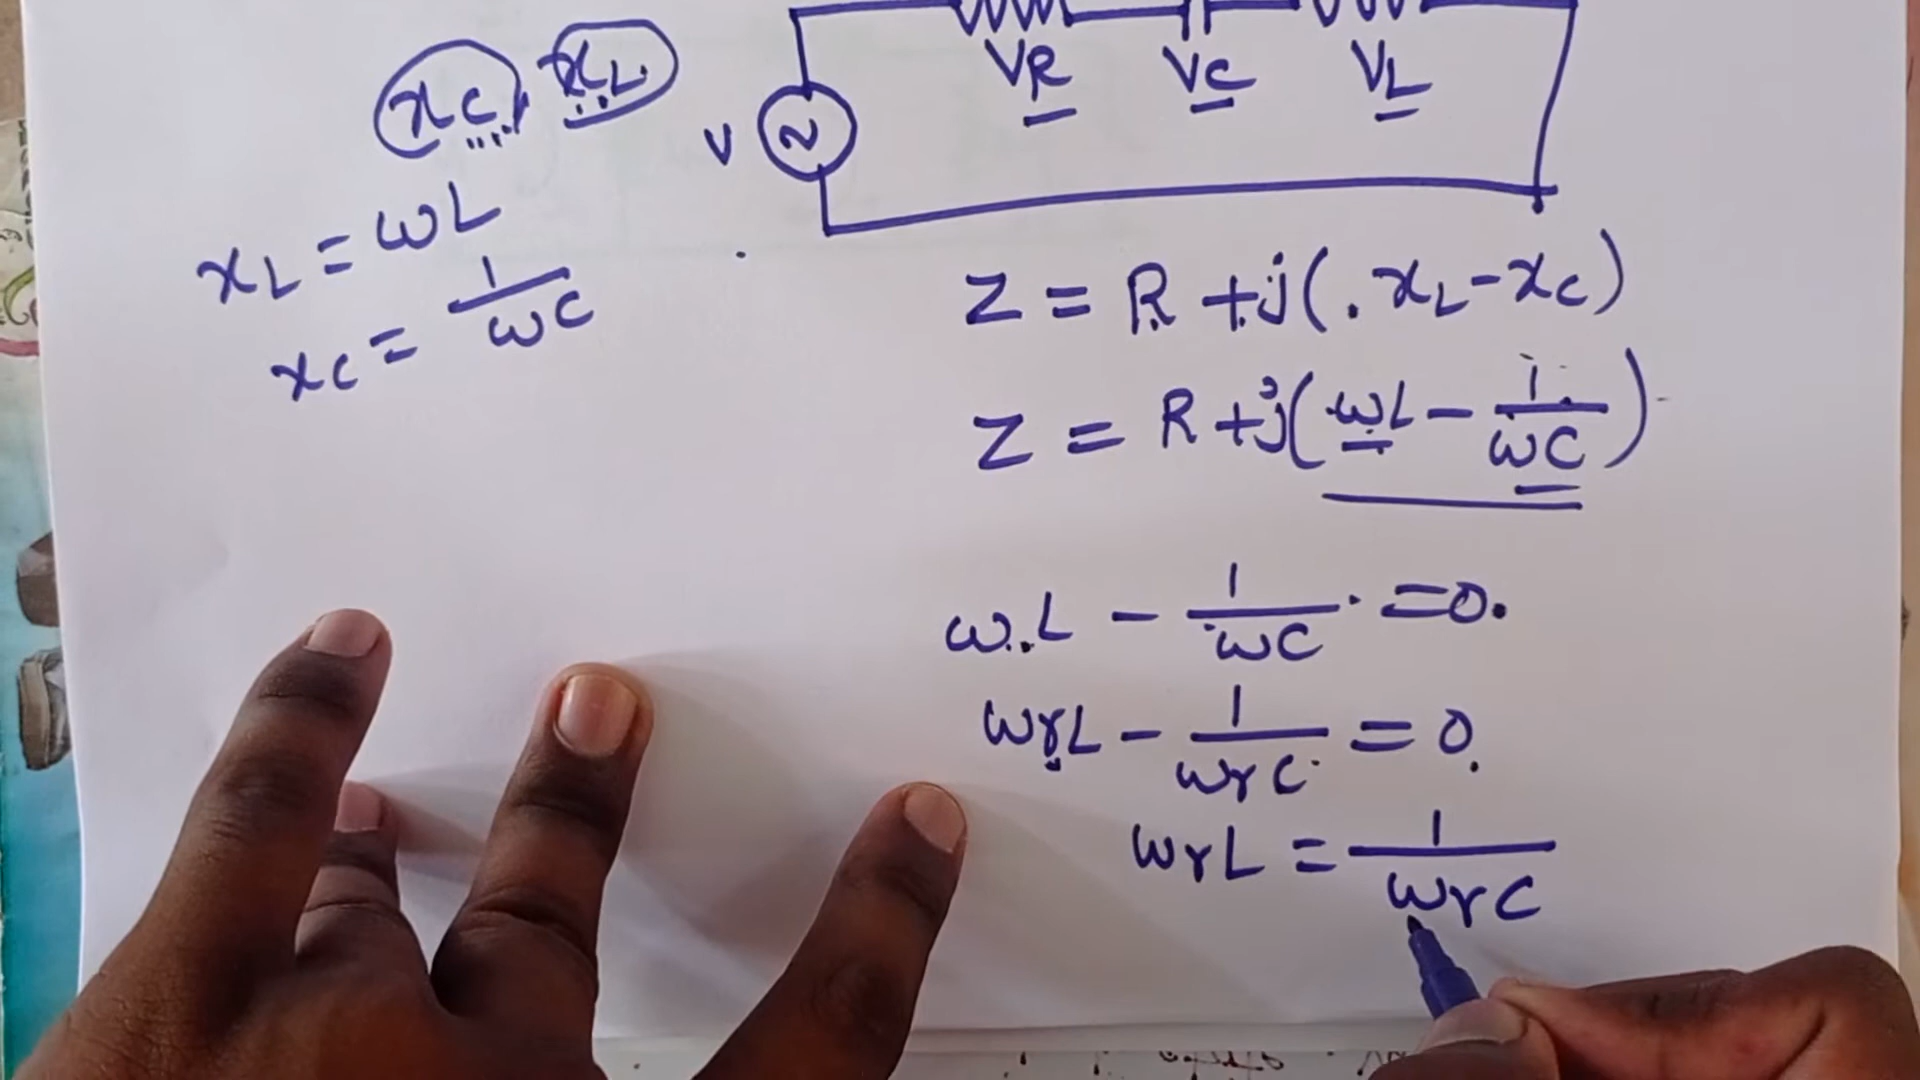 VR VC VL
xc, xL
V
xL = ωL
xc = 1/ωC
Z = R + j(xL - xc)
Z = R + j(ωL - 1/ωC)
ωL - 1/ωC = 0.
ωrL - 1/ωrC = 0.
ωrL = 1/ωrC